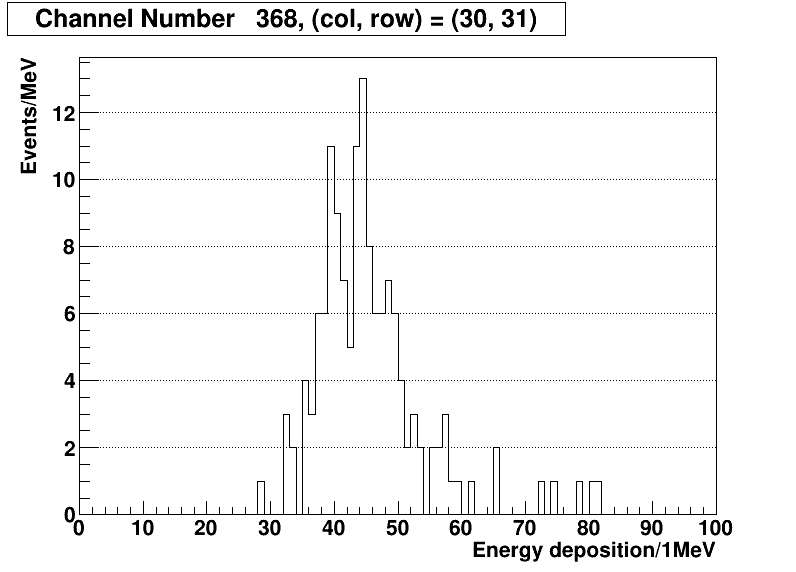 Channel Number 368, (col, row) = (30, 31)
Events/MeV
12
10
8
6
4
2
0
0 10 20 30 40 50 60 70 80 90 100
Energy deposition/1MeV